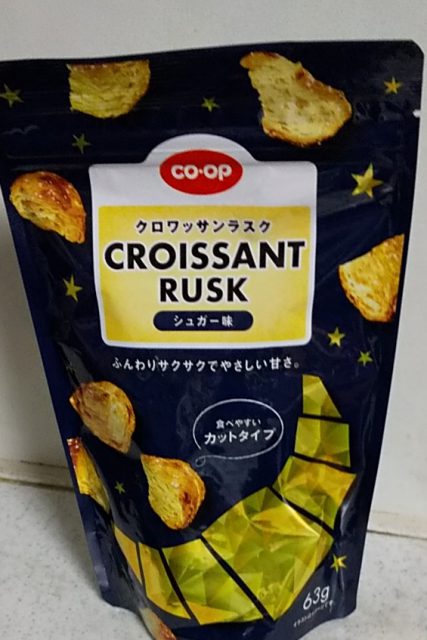 CO·OP
クロワッサンラスク
CROISSANT
RUSK
シュガー味
ふんわりサクサクでやさしい甘さ。
食べやすい
カットタイプ
63g